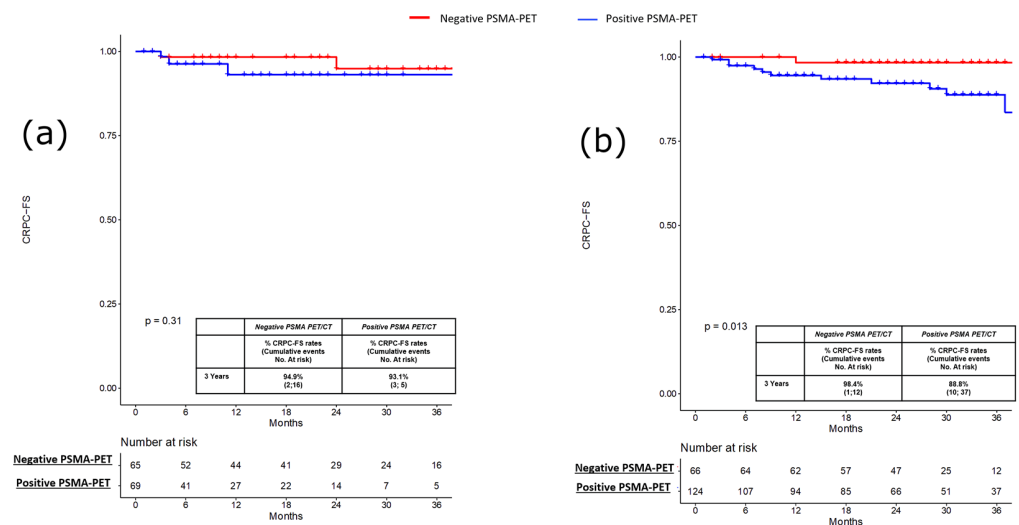 Negative PSMA-PET
Positive PSMA-PET
(a)
CRPC-FS
1.00
0.75
0.50
0.25
0.00
p = 0.31
Negative PSMA PET/CT Positive PSMA PET/CT
% CRPC-FS rates % CRPC-FS rates
(Cumulative events (Cumulative events
No. At risk) No. At risk)
3 Years 94.9% 93.1%
(2;16) (3; 5)
0 6 12 18 24 30 36
Months
Number at risk
Negative PSMA-PET 65 52 44 41 29 24 16
Positive PSMA-PET 69 41 27 22 14 7 5
0 6 12 18 24 30 36
Months
(b)
CRPC-FS
1.00
0.75
0.50
0.25
0.00
p = 0.013
Negative PSMA PET/CT Positive PSMA PET/CT
% CRPC-FS rates % CRPC-FS rates
(Cumulative events (Cumulative events
No. At risk) No. At risk)
3 Years 98.4% 88.8%
(1;12) (10; 37)
0 6 12 18 24 30 36
Months
Number at risk
Negative PSMA-PET 66 64 62 57 47 25 12
Positive PSMA-PET 124 107 94 85 66 51 37
0 6 12 18 24 30 36
Months